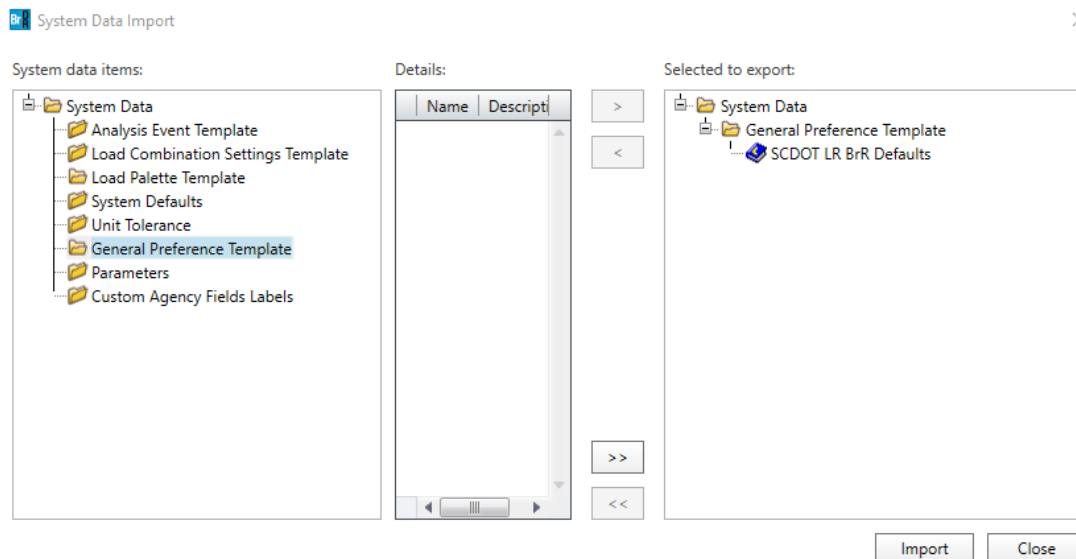 BrDR System Data Import
System data items:
System Data
Analysis Event Template
Load Combination Settings Template
Load Palette Template
System Defaults
Unit Tolerance
General Preference Template
Parameters
Custom Agency Fields Labels
Details:
Name Descripti
>
<
>>
<<
Selected to export:
System Data
General Preference Template
SCDOT LR BrR Defaults
Import Close